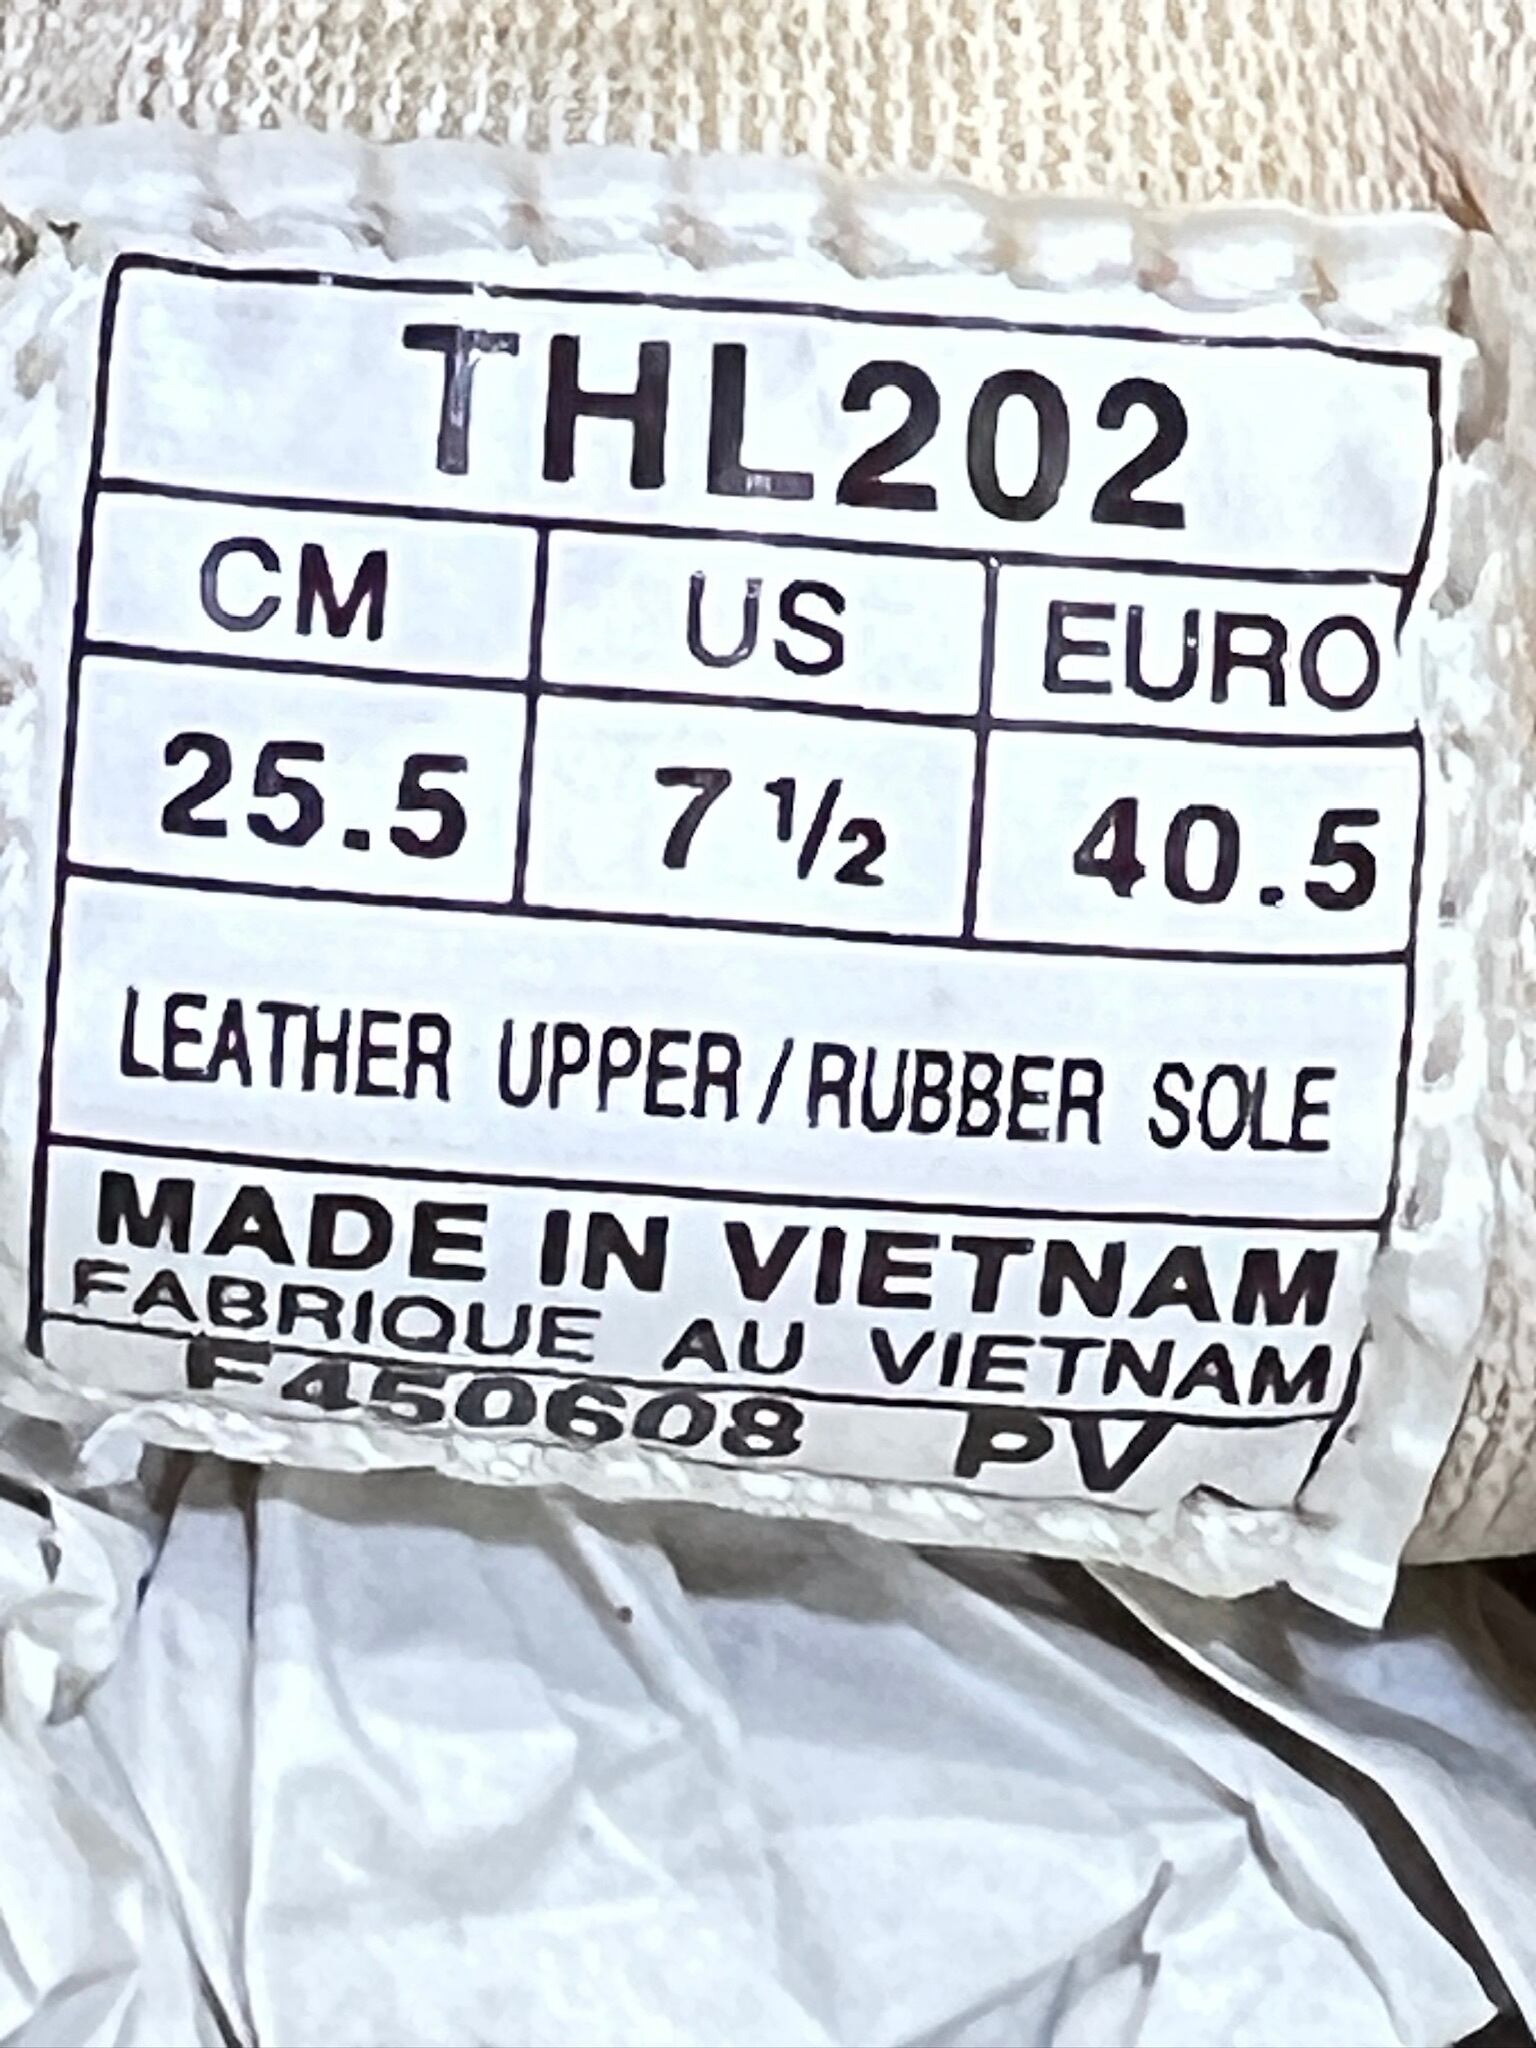 THL202
CM US EURO
25.5 7 1/2 40.5
LEATHER UPPER/RUBBER SOLE
MADE IN VIETNAM
FABRIQUE AU VIETNAM
F450608 PV